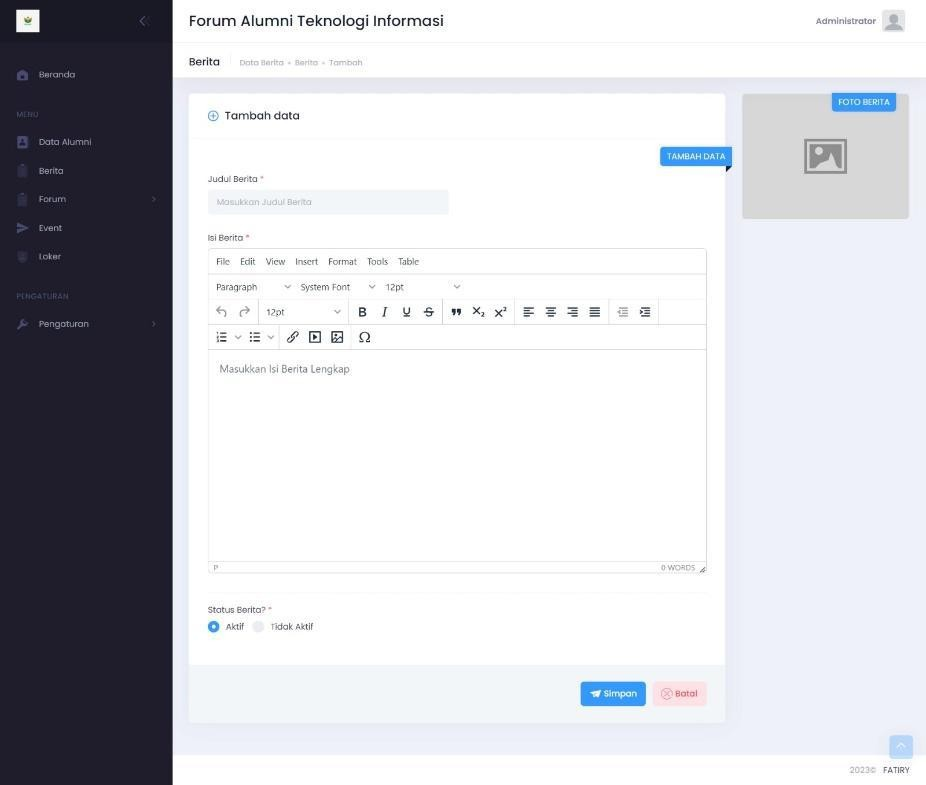 Forum Alumni Teknologi Informasi
Administrator
Berita
Data Berita • Berita • Tambah
Beranda
MENU
Data Alumni
Berita
Forum
Event
Loker
PENGATURAN
Pengaturan
Tambah data
TAMBAH DATA
FOTO BERITA
Judul Berita *
Masukkan Judul Berita
Isi Berita *
File Edit View Insert Format Tools Table
Paragraph System Font 12pt
12pt B I U S X₂ X²
Ω
Masukkan Isi Berita Lengkap
P 0 WORDS
Status Berita? *
Aktif Tidak Aktif
Simpan Batal
2023© FATIRY